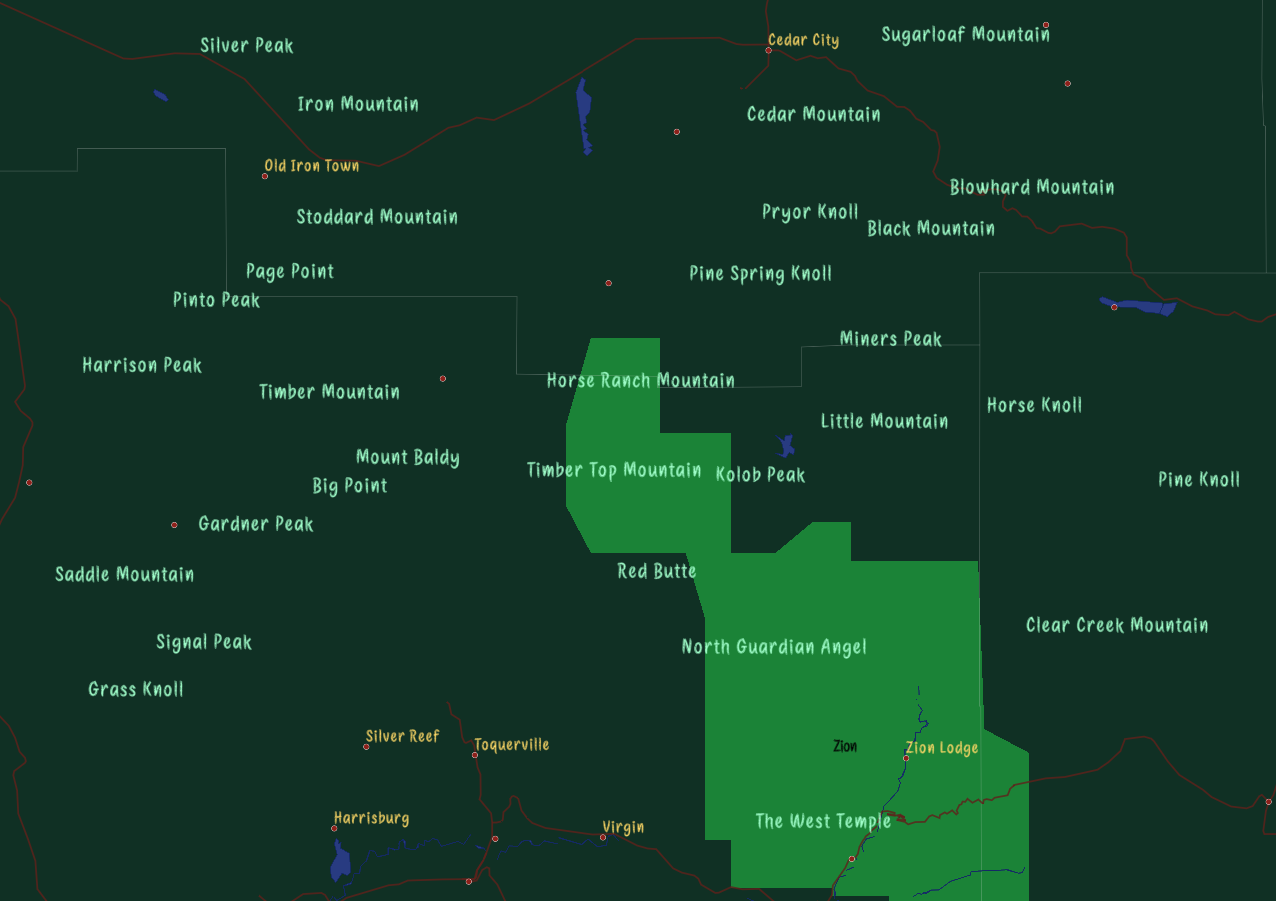 Cedar City
Sugarloaf Mountain
Silver Peak
Iron Mountain
Cedar Mountain
Old Iron Town
Blowhard Mountain
Stoddard Mountain
Pryor Knoll
Black Mountain
Page Point
Pine Spring Knoll
Pinto Peak
Miners Peak
Harrison Peak
Horse Ranch Mountain
Timber Mountain
Horse Knoll
Little Mountain
Mount Baldy
Timber Top Mountain
Kolob Peak
Pine Knoll
Big Point
Gardner Peak
Red Butte
Saddle Mountain
Clear Creek Mountain
Signal Peak
North Guardian Angel
Grass Knoll
Silver Reef
Toquerville
Zion
Zion Lodge
Harrisburg
The West Temple
Virgin